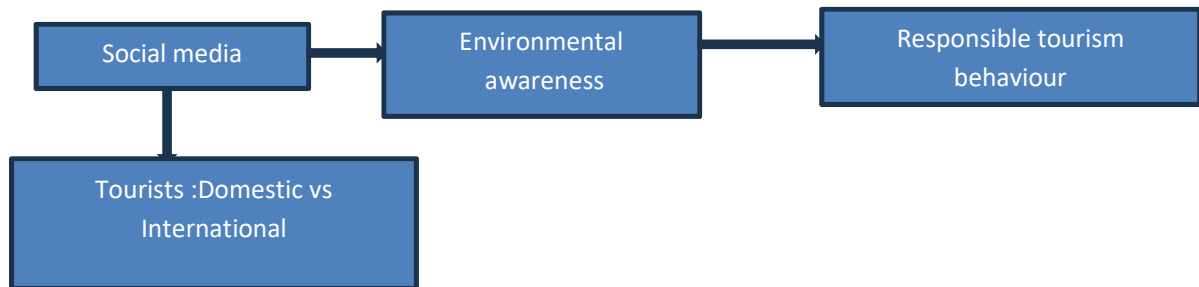 Social media
Environmental
awareness
Responsible tourism
behaviour
Tourists :Domestic vs
International